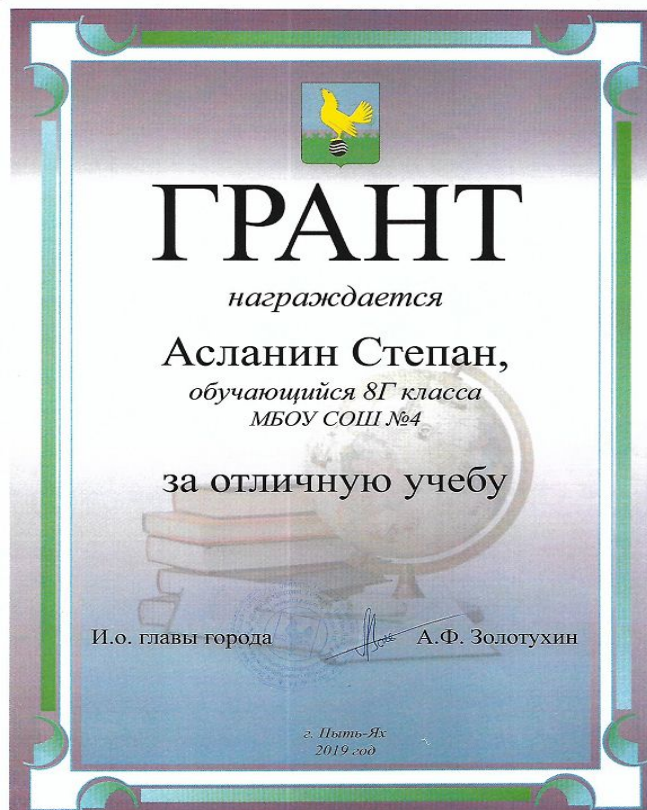 ГРАНТ
награждается
Асланин Степан,
обучающийся 8Г класса
МБОУ СОШ №4
за отличную учебу
И.о. главы города А.Ф. Золотухин
г. Пыть-Ях
2019 год